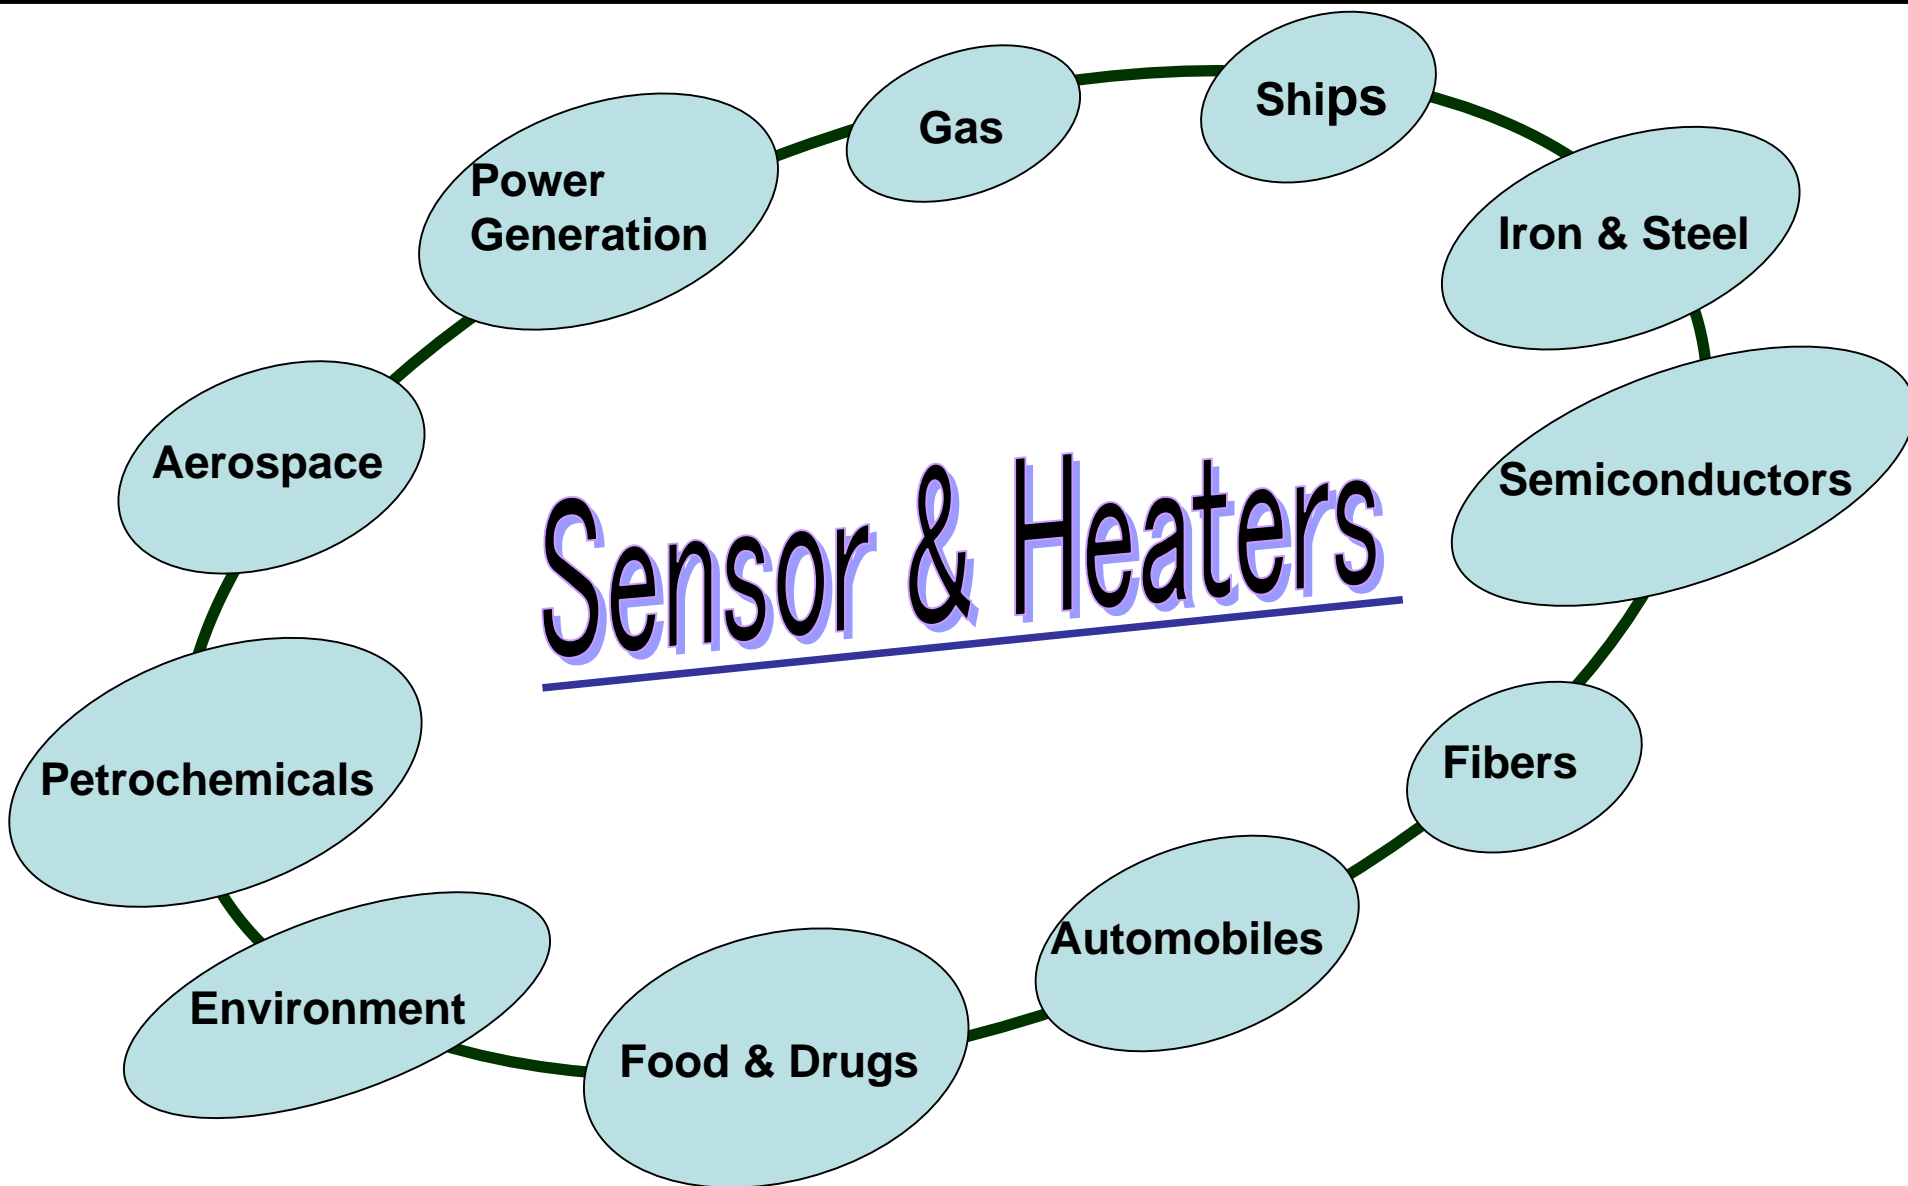 Ships
Gas
Power
Generation
Iron & Steel
Aerospace
Semiconductors
Sensor & Heaters
Fibers
Petrochemicals
Automobiles
Environment
Food & Drugs